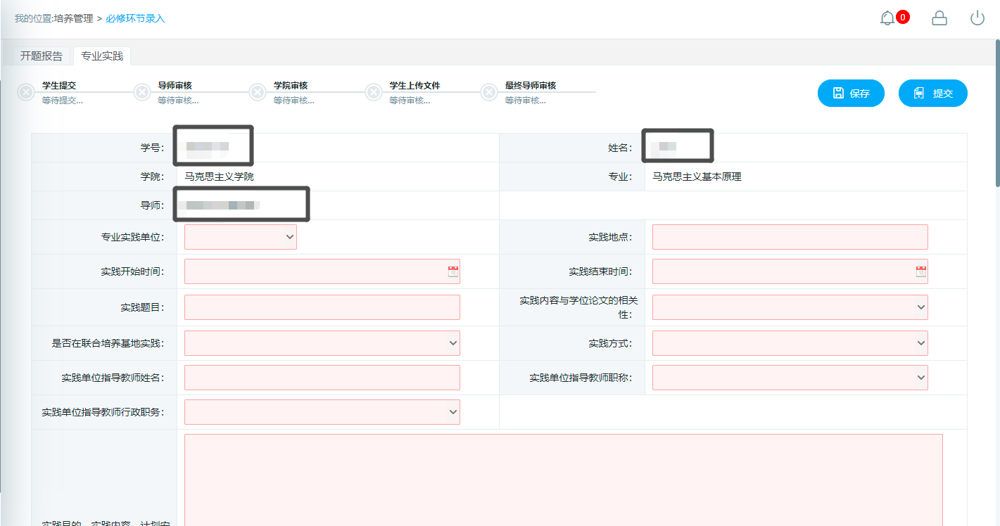 我的位置:培养管理 > 必修环节录入
0
开题报告 专业实践
学生提交 导师审核 学院审核 学生上传文件 最终导师审核
等待提交... 等待审核... 等待审核... 等待审核... 等待审核...
保存 提交
学号: 姓名:
学院: 马克思主义学院 专业: 马克思主义基本原理
导师:
专业实践单位: 实践地点:
实践开始时间: 实践结束时间:
实践题目: 实践内容与学位论文的相关
性:
是否在联合培养基地实践: 实践方式:
实践单位指导教师姓名: 实践单位指导教师职称:
实践单位指导教师行政职务:
实践目的、实践内容、计划安